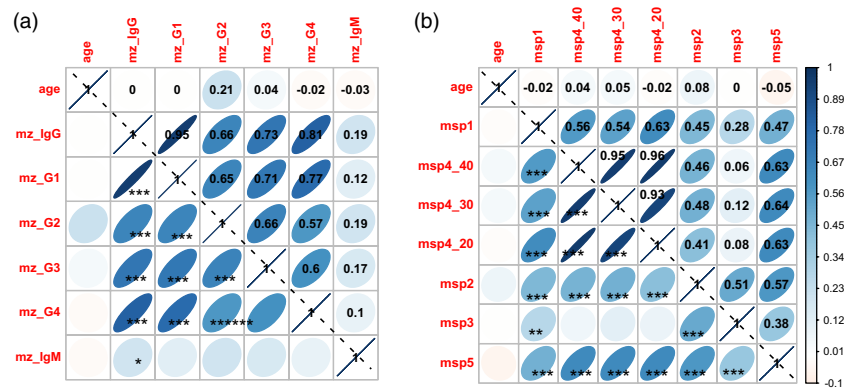 (a)
age mz_IgG mz_G1 mz_G2 mz_G3 mz_G4 mz_IgM
age 1 0 0 0.21 0.04 -0.02 -0.03
mz_IgG 1 0.95 0.66 0.73 0.81 0.19
mz_G1 *** 1 0.65 0.71 0.77 0.12
mz_G2 *** *** 1 0.66 0.57 0.19
mz_G3 *** *** *** 1 0.6 0.17
mz_G4 *** *** ****** 1 0.1
mz_IgM * 1
(b)
age msp1 msp4_40 msp4_30 msp4_20 msp2 msp3 msp5
age 1 -0.02 0.04 0.05 -0.02 0.08 0 -0.05
msp1 1 0.56 0.54 0.63 0.45 0.28 0.47
msp4_40 *** 1 0.95 0.96 0.46 0.06 0.63
msp4_30 *** *** 1 0.93 0.48 0.12 0.64
msp4_20 *** *** *** 1 0.41 0.08 0.63
msp2 *** *** *** *** 1 0.51 0.57
msp3 ** *** 1 0.38
msp5 *** *** *** *** *** *** 1
1
0.89
0.78
0.67
0.56
0.45
0.34
0.23
0.12
0.01
-0.1